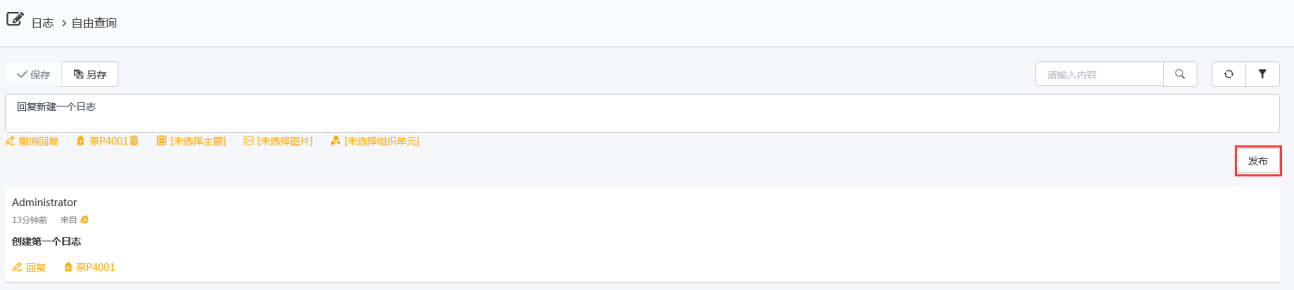 日志 > 自由查询
保存 另存 请输入内容
回复新建一个日志
撤消回复 泵P4001 [未选择主题] [未选择图片] [未选择组织单元]
发布
Administrator
13分钟前 来自
创建第一个日志
回复 泵P4001